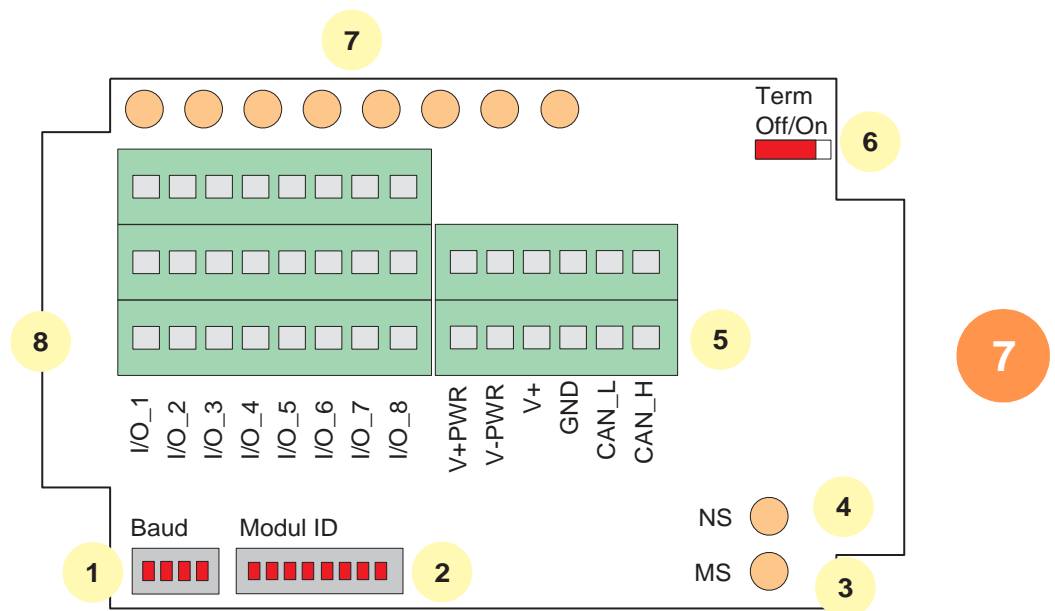 7
Term
Off/On
6
8
5
7
I/O_1
I/O_2
I/O_3
I/O_4
I/O_5
I/O_6
I/O_7
I/O_8
V+PWR
V-PWR
V+
GND
CAN_L
CAN_H
NS
4
Baud
Modul ID
1
2
MS
3